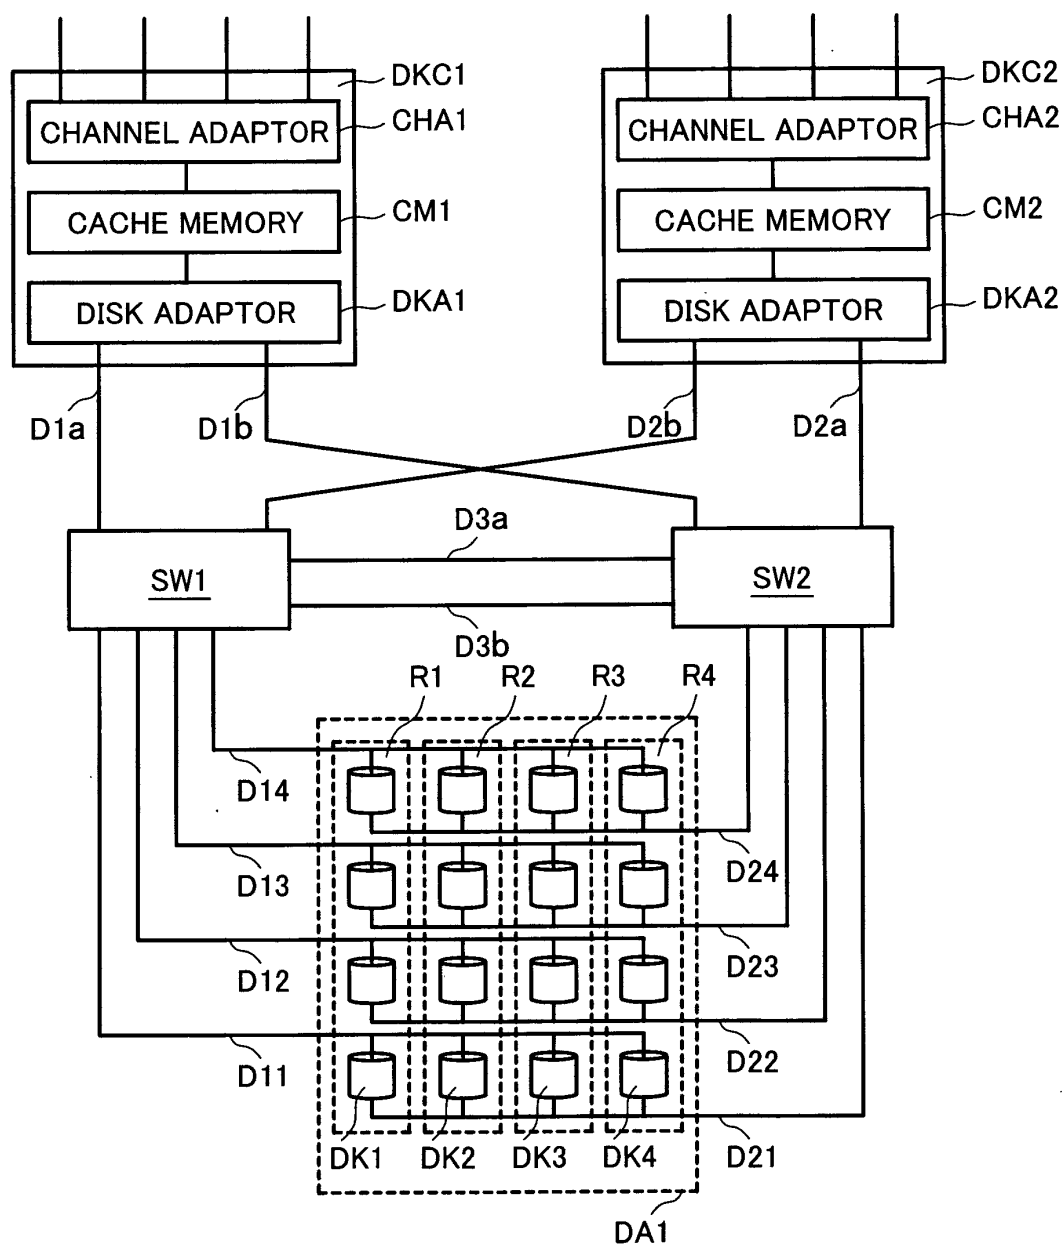 DKC1
DKC2
CHANNEL ADAPTOR
CHA1
CHANNEL ADAPTOR
CHA2
CACHE MEMORY
CM1
CACHE MEMORY
CM2
DISK ADAPTOR
DKA1
DISK ADAPTOR
DKA2
D1a
D1b
D2b
D2a
D3a
SW1
SW2
D3b
R1
R2
R3
R4
D14
D24
D13
D23
D12
D22
D11
DK1
DK2
DK3
DK4
D21
DA1